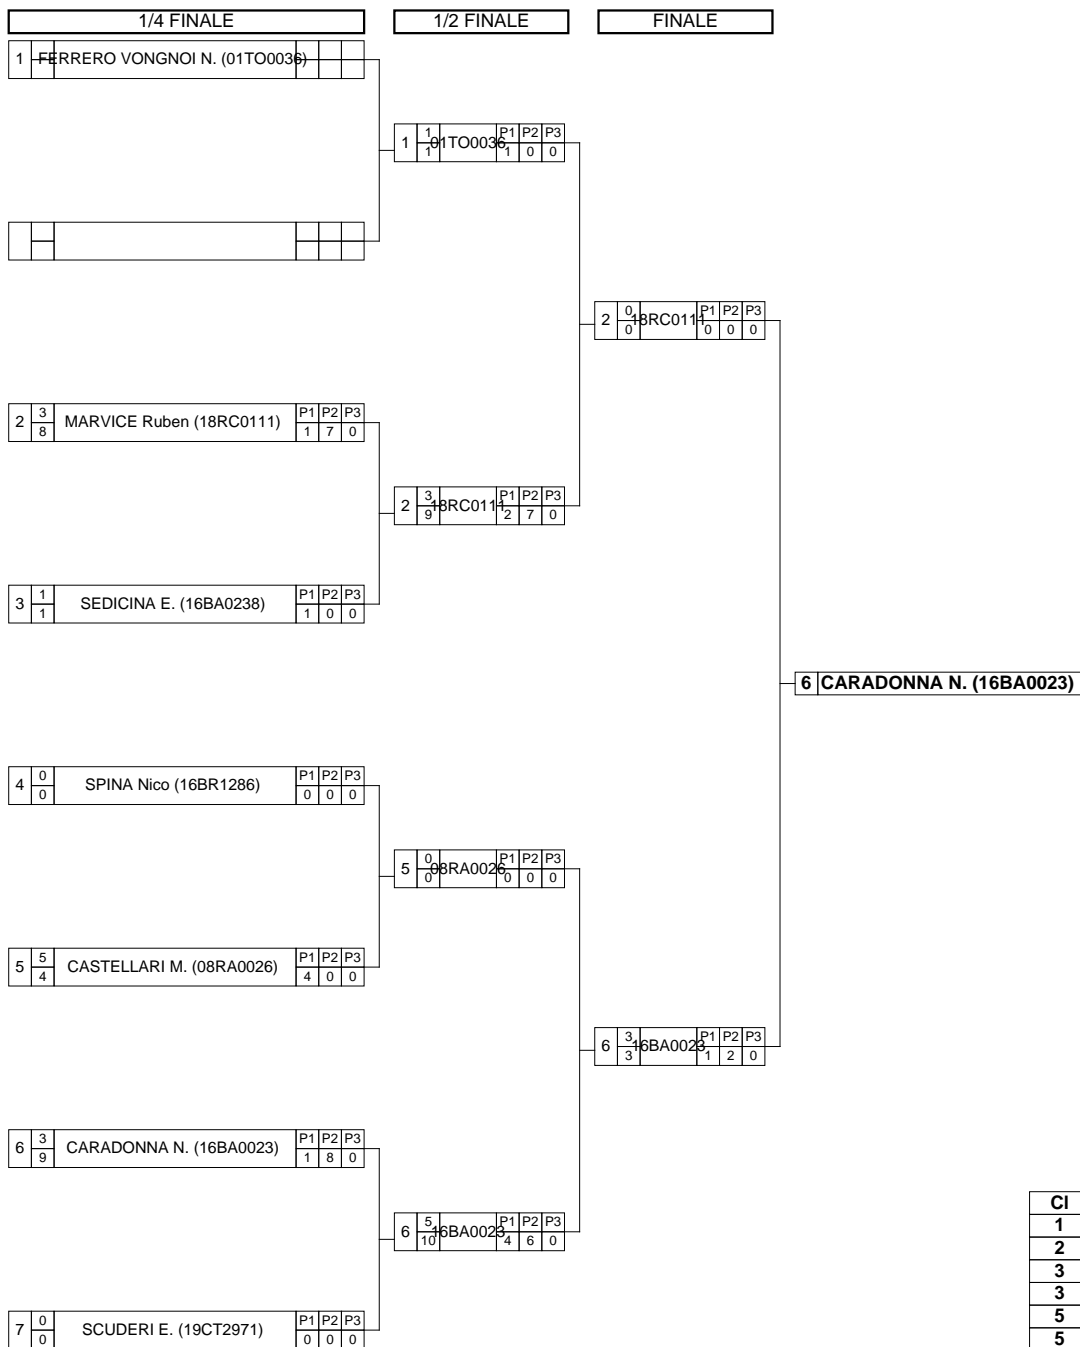 1/4 FINALE 1/2 FINALE FINALE
1 FERRERO VONGNOI N. (01TO0036)
1 1 01TO0036 P1 P2 P3
1 1 0 0
2 0 18RC0111 P1 P2 P3
0 0 0 0
2 3 MARVICE Ruben (18RC0111) P1 P2 P3
8 1 7 0
2 3 18RC0111 P1 P2 P3
9 2 7 0
3 1 SEDICINA E. (16BA0238) P1 P2 P3
1 1 0 0
6 CARADONNA N. (16BA0023)
4 0 SPINA Nico (16BR1286) P1 P2 P3
0 0 0 0
5 0 08RA0026 P1 P2 P3
0 0 0 0
5 5 CASTELLARI M. (08RA0026) P1 P2 P3
4 4 0 0
6 3 16BA0023 P1 P2 P3
3 1 2 0
6 3 CARADONNA N. (16BA0023) P1 P2 P3
9 1 8 0
6 5 16BA0023 P1 P2 P3
10 4 6 0
7 0 SCUDERI E. (19CT2971) P1 P2 P3
0 0 0 0
Cl
1
2
3
3
5
5